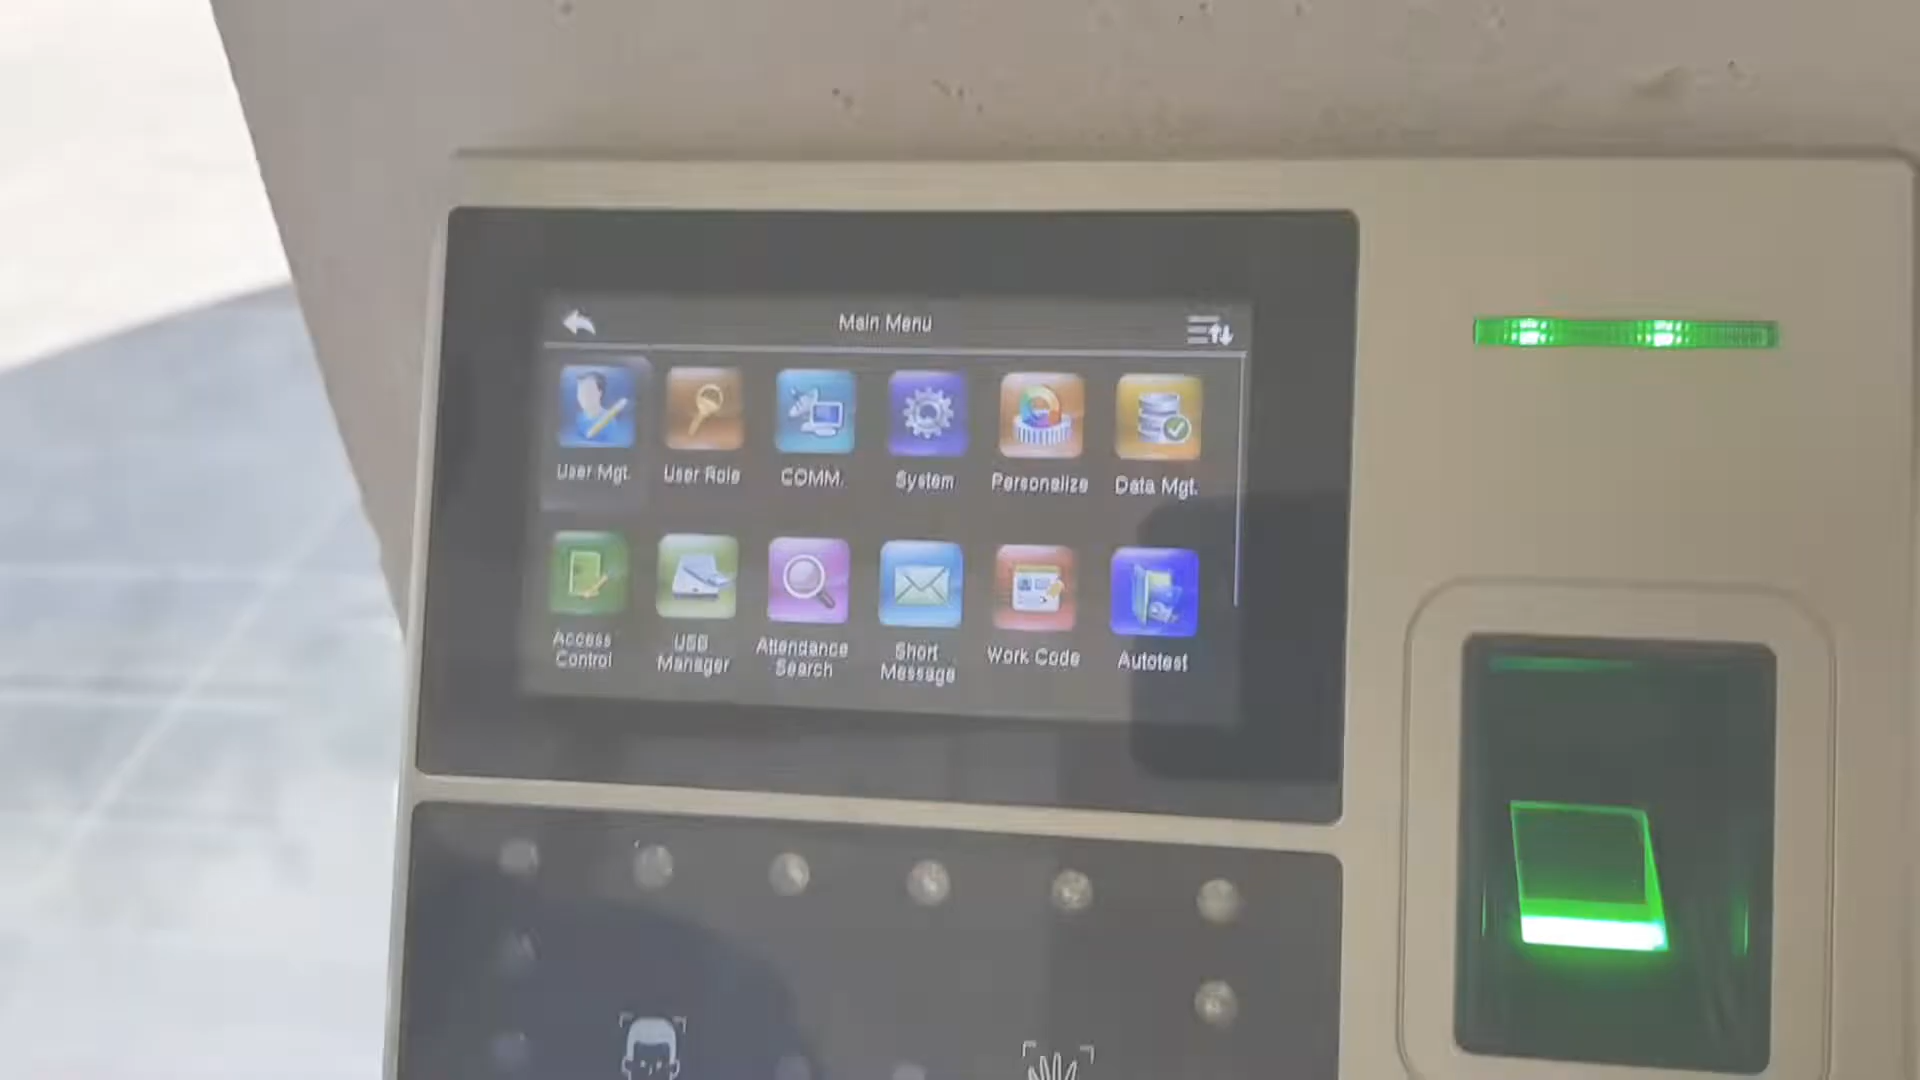 Main Menu
User Mgt.
User Role
COMM.
System
Personalize
Data Mgt.
Access
Control
USB
Manager
Attendance
Search
Short
Message
Work Code
Autotest